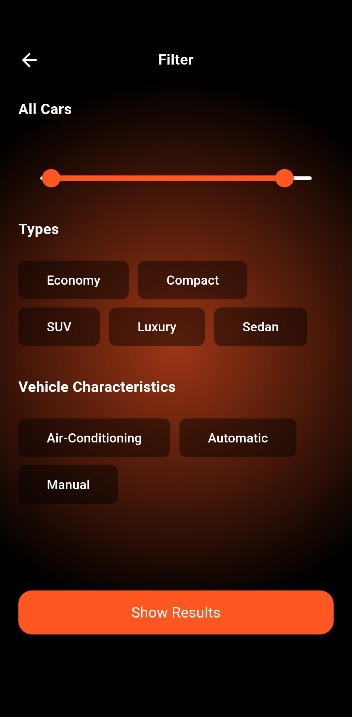 Filter
All Cars
Types
Economy Compact
SUV Luxury Sedan
Vehicle Characteristics
Air-Conditioning Automatic
Manual
Show Results